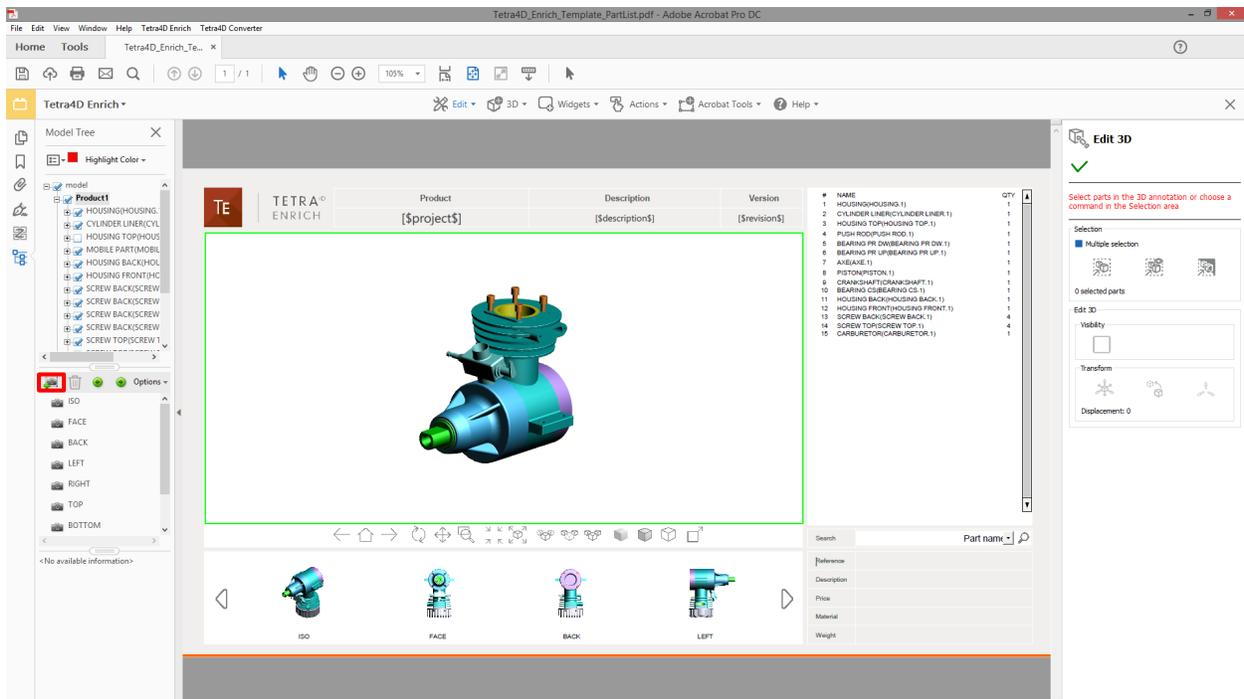 Tetra4D_Enrich_Template_PartList.pdf - Adobe Acrobat Pro DC
File Edit View Window Help Tetra4D Enrich Tetra4D Converter
Home Tools Tetra4D_Enrich_Te... ×
1 / 1 105%
Tetra4D Enrich Edit 3D Widgets Actions Acrobat Tools Help
Model Tree
Highlight Color
model
Product1
HOUSING(HOUSING.
CYLINDER LINER(CYL
HOUSING TOP(HOUS
MOBILE PART(MOBIL
HOUSING BACK(HOL
HOUSING FRONT(HC
SCREW BACK(SCREW
SCREW BACK(SCREW
SCREW BACK(SCREW
SCREW BACK(SCREW
SCREW TOP(SCREW 1
Options
ISO
FACE
BACK
LEFT
RIGHT
TOP
BOTTOM
<No available information>
TE
TETRA4D
ENRICH
Product Description Version
[$project$] [$description$] [$revision$]
# NAME QTY
1 HOUSING(HOUSING.1) 1
2 CYLINDER LINER(CYLINDER LINER.1) 1
3 HOUSING TOP(HOUSING TOP.1) 1
4 PUSH ROD(PUSH ROD.1) 1
5 BEARING PR DW(BEARING PR DW.1) 1
6 BEARING PR UP(BEARING PR UP.1) 1
7 AXE(AXE.1) 1
8 PISTON(PISTON.1) 1
9 CRANKSHAFT(CRANKSHAFT.1) 1
10 BEARING CS(BEARING CS.1) 1
11 HOUSING BACK(HOUSING BACK.1) 1
12 HOUSING FRONT(HOUSING FRONT.1) 1
13 SCREW BACK(SCREW BACK.1) 4
14 SCREW TOP(SCREW TOP.1) 4
15 CARBURETOR(CARBURETOR.1) 1
Search Part name
Reference
Description
Price
Material
Weight
ISO FACE BACK LEFT
Edit 3D
Select parts in the 3D annotation or choose a
command in the Selection area
Selection
Multiple selection
0 selected parts
Edit 3D
Visibility
Transform
Displacement: 0